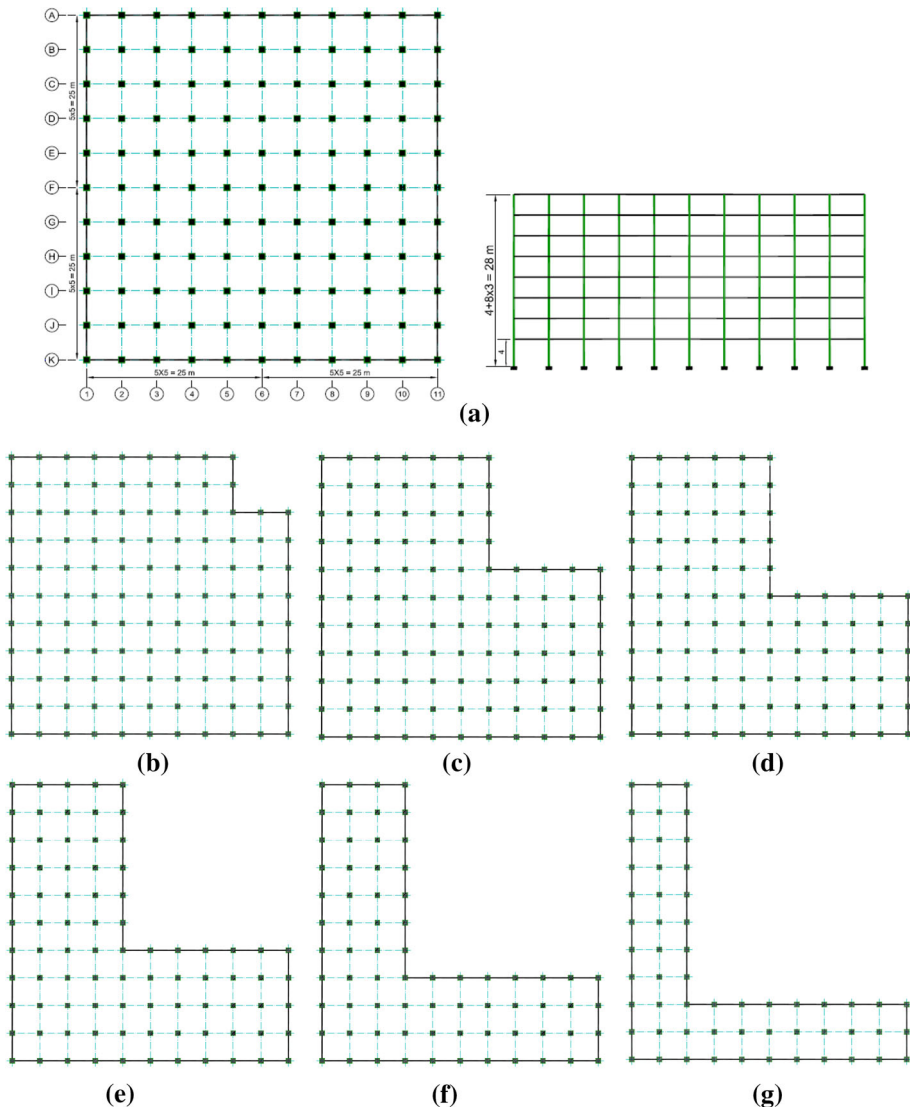 A
B
C
D
E
F
G
H
I
J
K
5x5 = 25 m
5x5 = 25 m
5X5 = 25 m
5X5 = 25 m
1
2
3
4
5
6
7
8
9
10
11
4+8x3 = 28 m
4
(a)
(b)
(c)
(d)
(e)
(f)
(g)